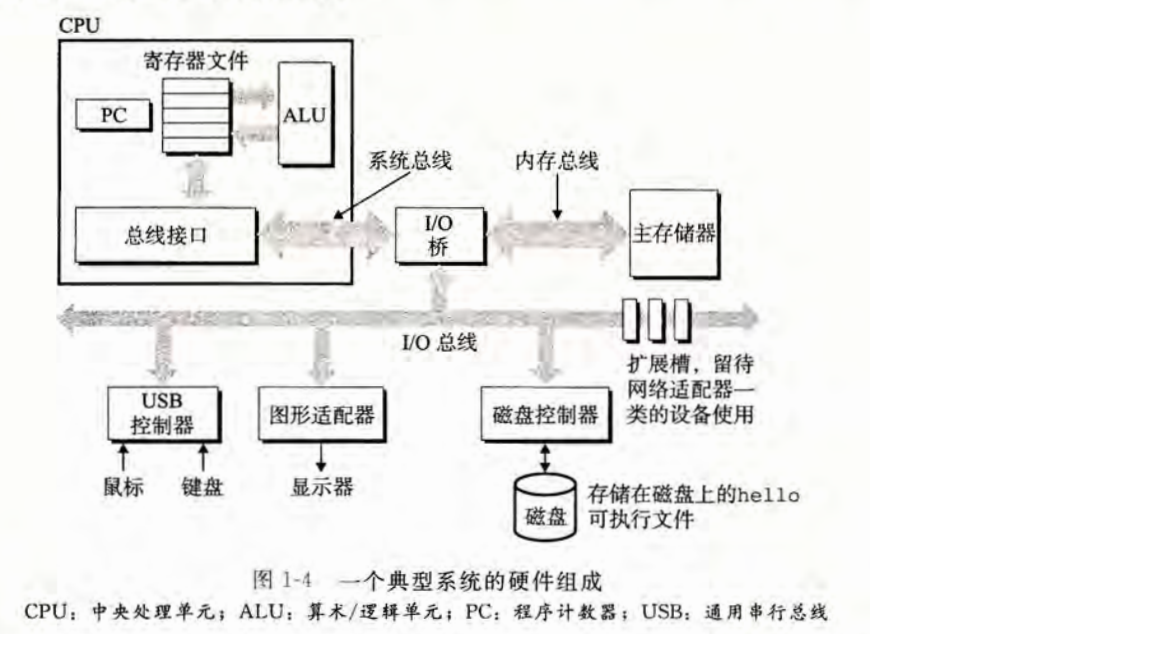 CPU
寄存器文件
PC
ALU
系统总线
内存总线
总线接口
I/O
桥
主存储器
I/O 总线
扩展槽，留待
网络适配器一
类的设备使用
USB
控制器
图形适配器
磁盘控制器
鼠标
键盘
显示器
磁盘
存储在磁盘上的hello
可执行文件
图 1-4 一个典型系统的硬件组成
CPU：中央处理单元；ALU：算术/逻辑单元；PC：程序计数器；USB：通用串行总线